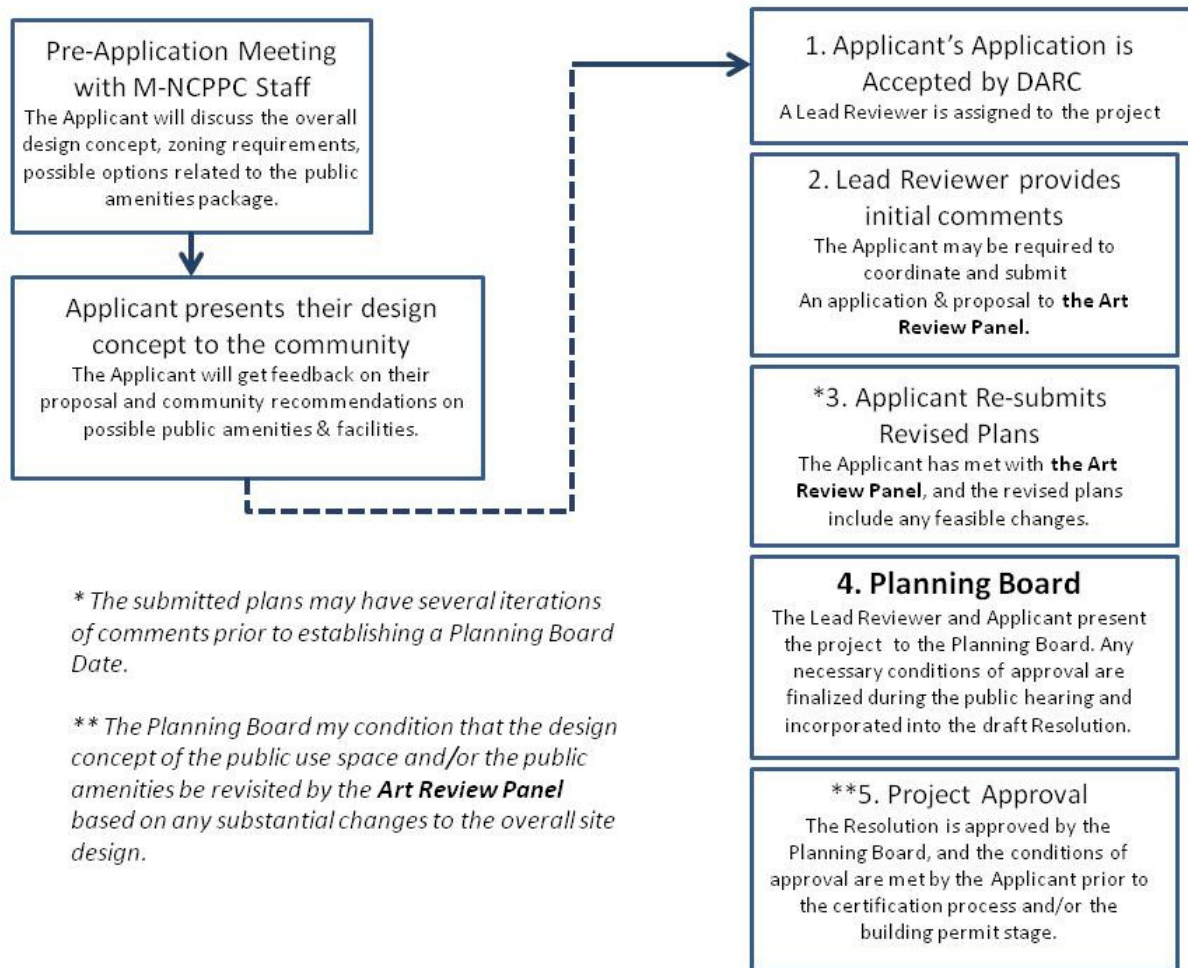 Pre-Application Meeting
with M-NCPPC Staff
The Applicant will discuss the overall
design concept, zoning requirements,
possible options related to the public
amenities package.
Applicant presents their design
concept to the community
The Applicant will get feedback on their
proposal and community recommendations on
possible public amenities & facilities.
* The submitted plans may have several iterations
of comments prior to establishing a Planning Board
Date.
** The Planning Board my condition that the design
concept of the public use space and/or the public
amenities be revisited by the Art Review Panel
based on any substantial changes to the overall site
design.
1. Applicant's Application is
Accepted by DARC
A Lead Reviewer is assigned to the project
2. Lead Reviewer provides
initial comments
The Applicant may be required to
coordinate and submit
An application & proposal to the Art
Review Panel.
*3. Applicant Re-submits
Revised Plans
The Applicant has met with the Art
Review Panel, and the revised plans
include any feasible changes.
4. Planning Board
The Lead Reviewer and Applicant present
the project to the Planning Board. Any
necessary conditions of approval are
finalized during the public hearing and
incorporated into the draft Resolution.
**5. Project Approval
The Resolution is approved by the
Planning Board, and the conditions of
approval are met by the Applicant prior to
the certification process and/or the
building permit stage.